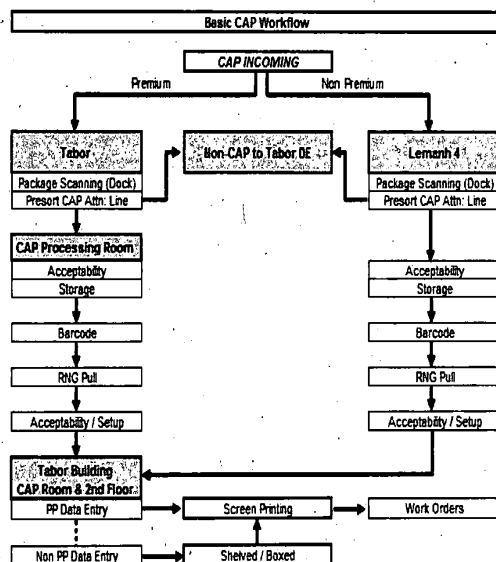 Basic CAP Workflow
CAP INCOMING
Premium
Non Premium
Tabor
Non-CAP to Tabor DE
Lemanh 4
Package Scanning (Dock)
Package Scanning (Dock)
Presort CAP Attn: Line
Presort CAP Attn: Line
CAP Processing Room
Acceptability
Acceptability
Storage
Storage
Barcode
Barcode
RNG Pull
RNG Pull
Acceptability / Setup
Acceptability / Setup
Tabor Building
CAP Room & 2nd Floor
PP Data Entry
Screen Printing
Work Orders
Non PP Data Entry
Shelved / Boxed